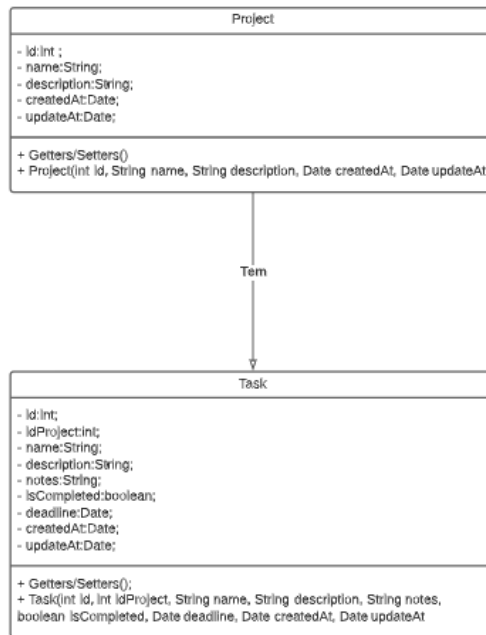 Project
- id:int ;
- name:String;
- description:String;
- createdAt:Date;
- updateAt:Date;
+ Getters/Setters()
+ Project(int id, String name, String description, Date createdAt, Date updateAt
Tem
Task
- id:int;
- idProject:int;
- name:String;
- description:String;
- notes:String;
- isCompleted:boolean;
- deadline:Date;
- createdAt:Date;
- updateAt:Date;
+ Getters/Setters();
+ Task(int id, int idProject, String name, String description, String notes,
boolean isCompleted, Date deadline, Date createdAt, Date updateAt